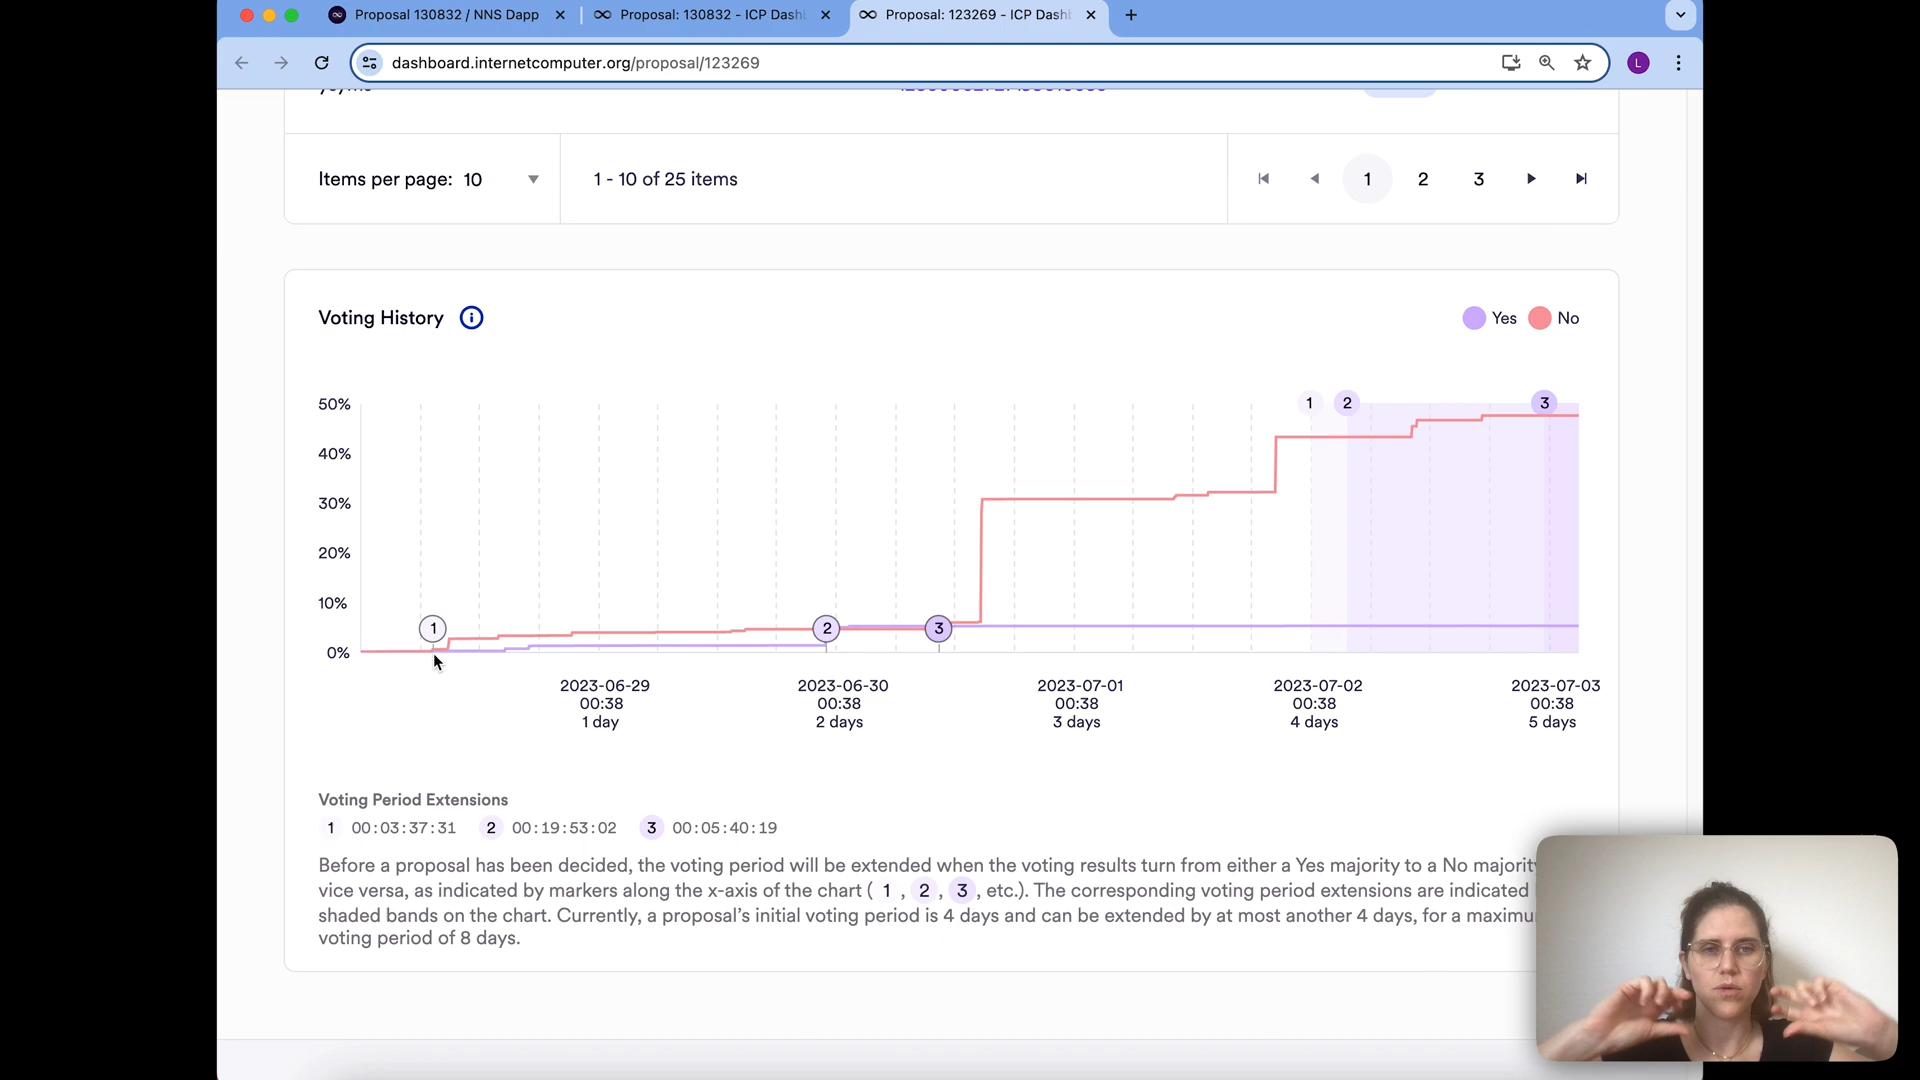 Proposal 130832 / NNS Dapp
Proposal: 130832 - ICP Dash
Proposal: 123269 - ICP Dash
dashboard.internetcomputer.org/proposal/123269
L
Items per page: 10
1 - 10 of 25 items
1 2 3
Voting History
Yes No
50%
40%
30%
20%
10%
0%
1 2 3
1 2 3
2023-06-29
00:38
1 day
2023-06-30
00:38
2 days
2023-07-01
00:38
3 days
2023-07-02
00:38
4 days
2023-07-03
00:38
5 days
Voting Period Extensions
1 00:03:37:31 2 00:19:53:02 3 00:05:40:19
Before a proposal has been decided, the voting period will be extended when the voting results turn from either a Yes majority to a No majority
vice versa, as indicated by markers along the x-axis of the chart ( 1 , 2 , 3 , etc.). The corresponding voting period extensions are indicated
shaded bands on the chart. Currently, a proposal's initial voting period is 4 days and can be extended by at most another 4 days, for a maximu
voting period of 8 days.